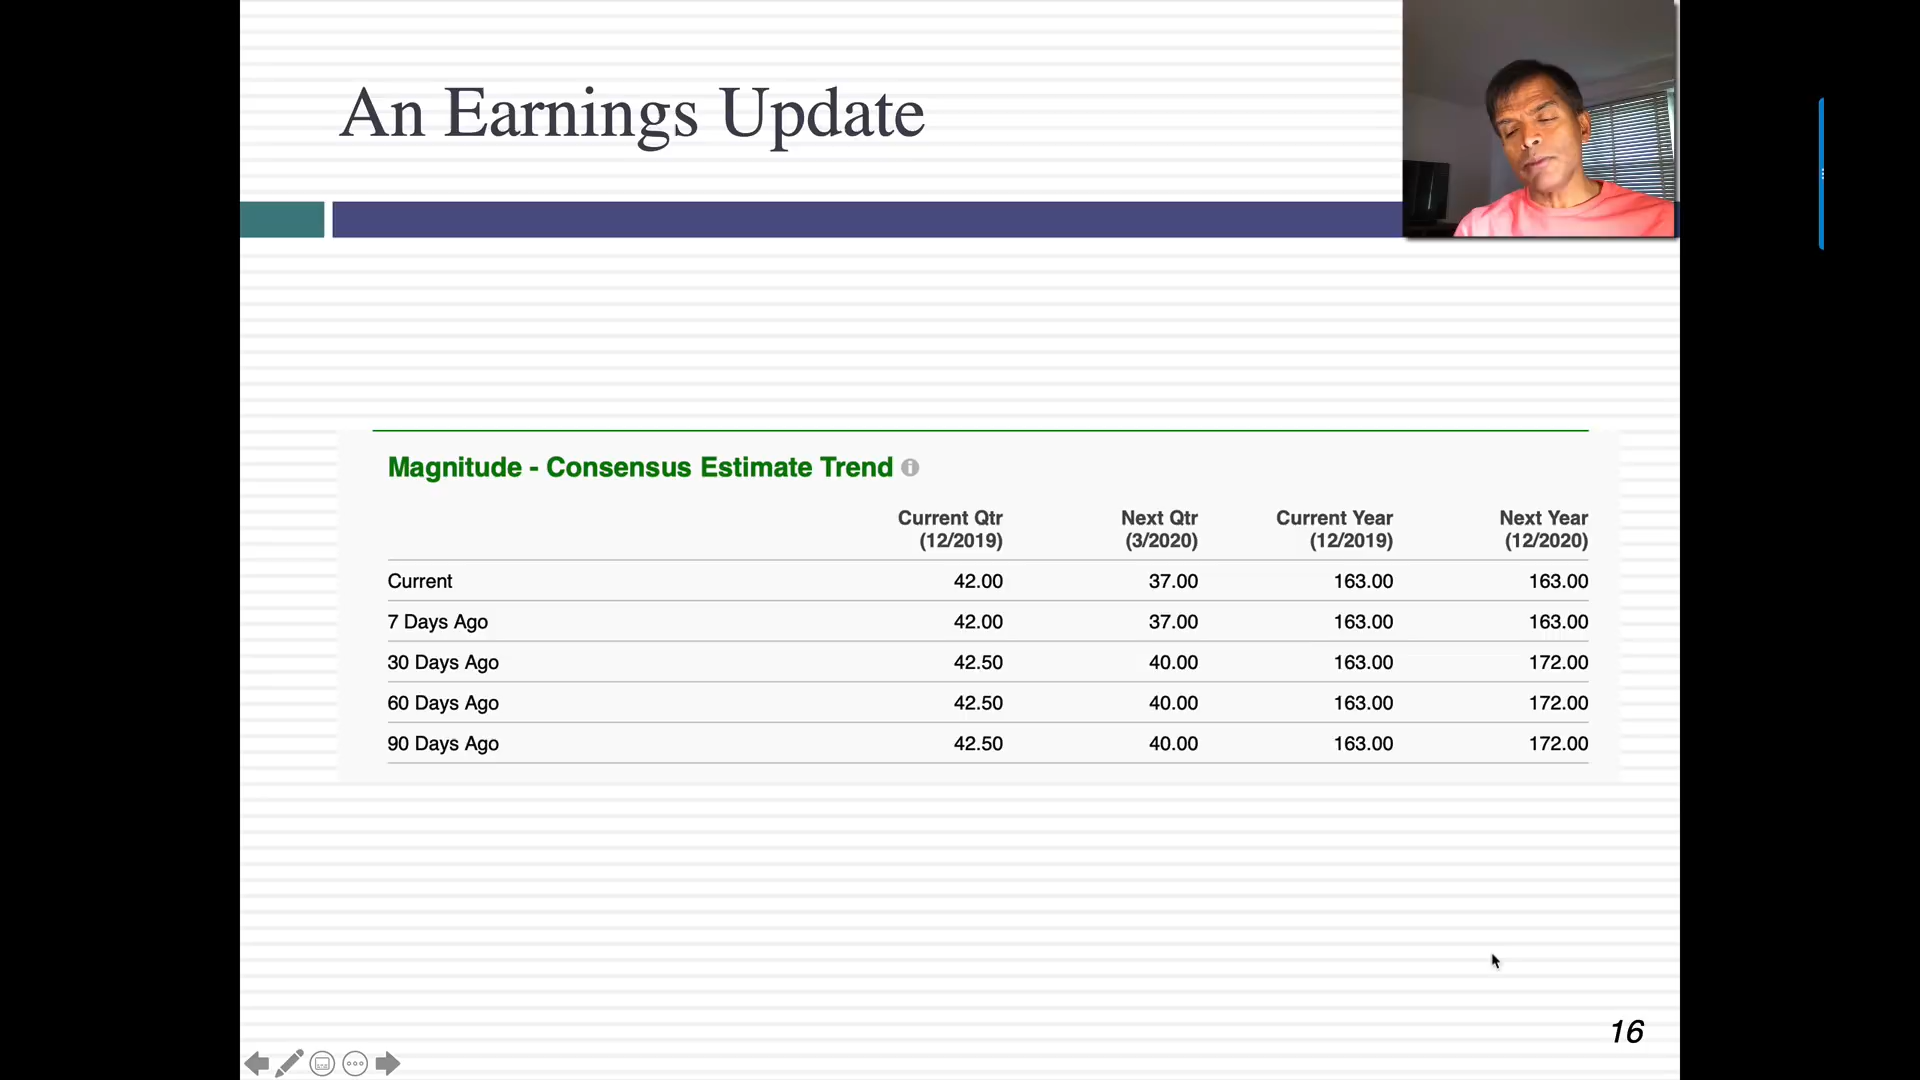 An Earnings Update
Magnitude - Consensus Estimate Trend
Current Qtr Next Qtr Current Year Next Year
(12/2019) (3/2020) (12/2019) (12/2020)
Current 42.00 37.00 163.00 163.00
7 Days Ago 42.00 37.00 163.00 163.00
30 Days Ago 42.50 40.00 163.00 172.00
60 Days Ago 42.50 40.00 163.00 172.00
90 Days Ago 42.50 40.00 163.00 172.00
16